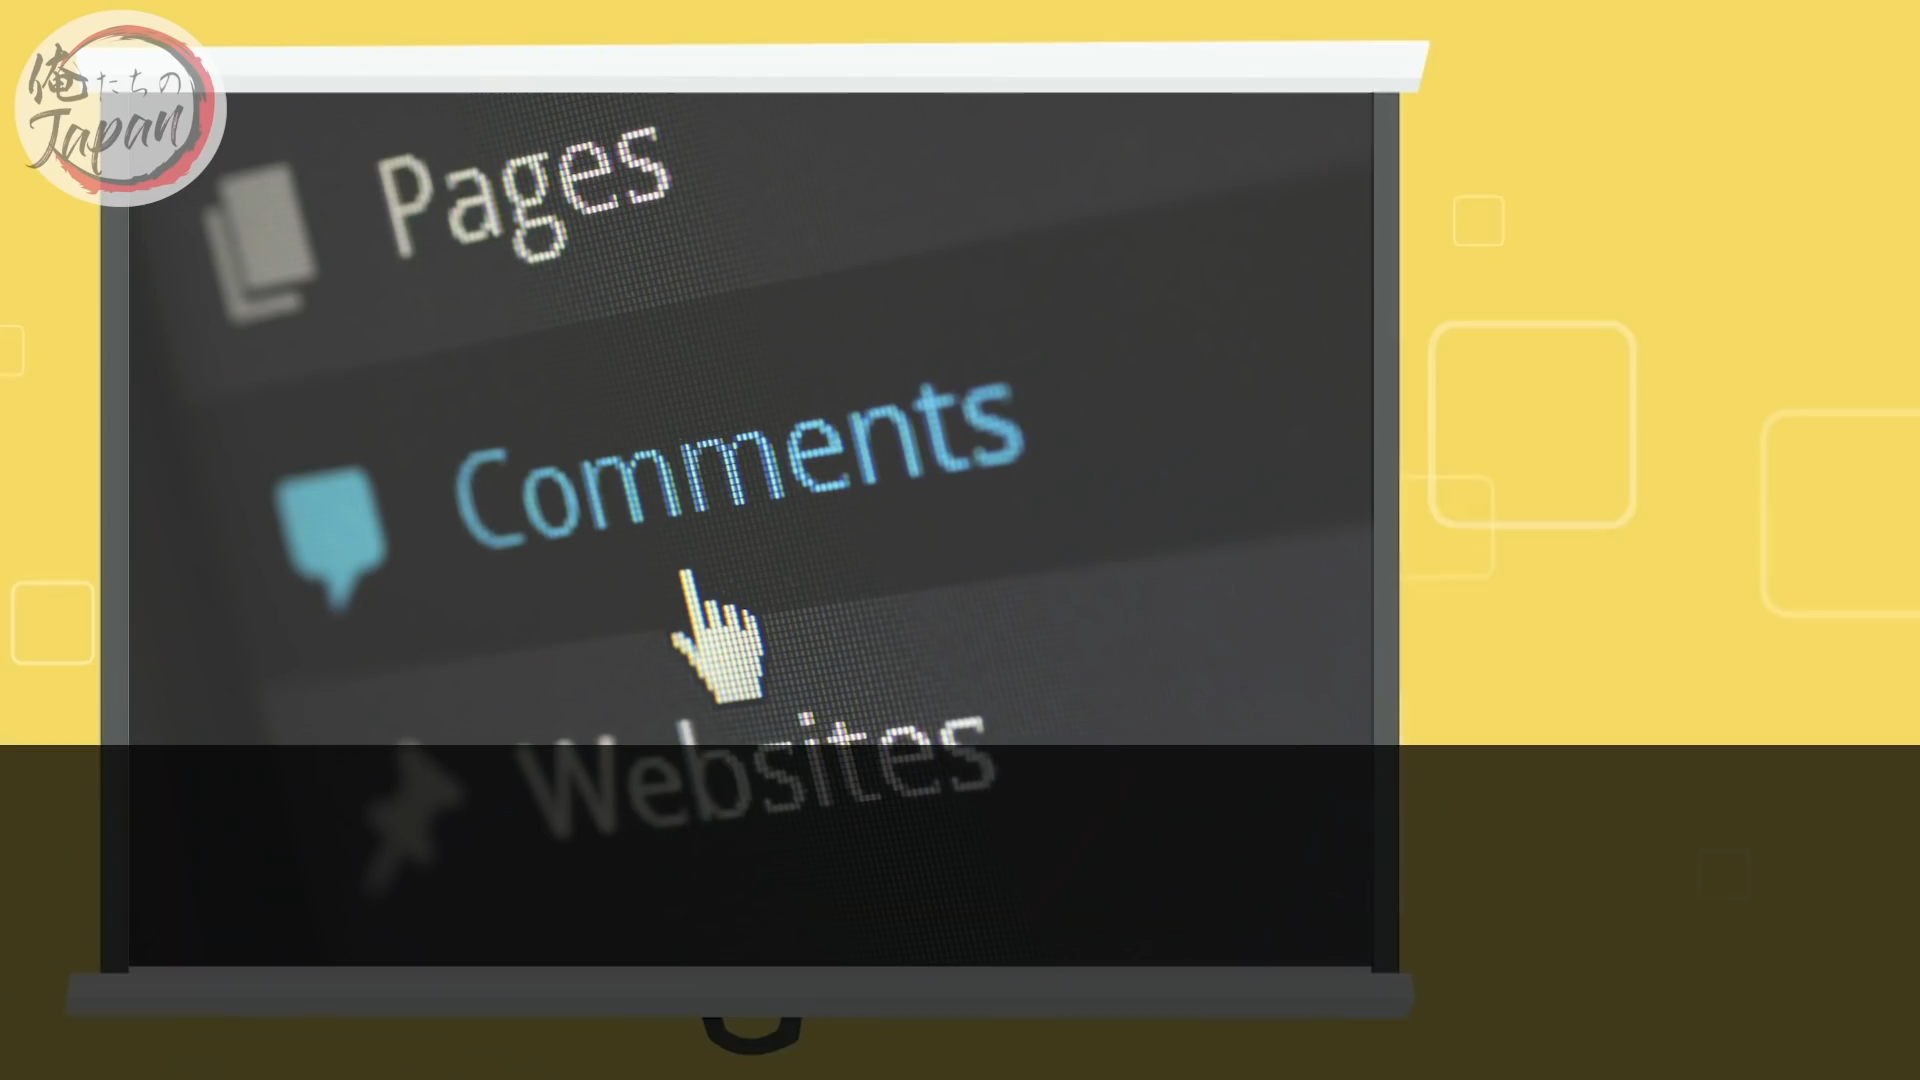 俺たちの
Japan
Pages
Comments
Websites